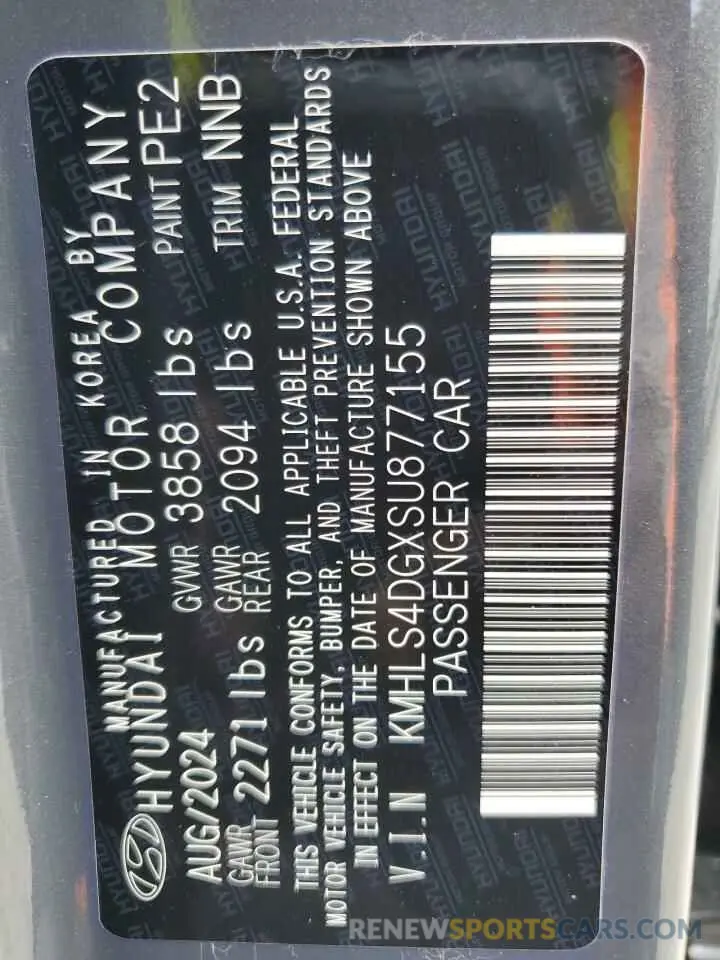 MANUFACTURED IN KOREA BY
HYUNDAI MOTOR COMPANY
AUG/2024 GVWR 3858 lbs PAINT PE2
GAWR FRONT 2271 lbs GAWR REAR 2094 lbs TRIM NNB
THIS VEHICLE CONFORMS TO ALL APPLICABLE U.S.A. FEDERAL
MOTOR VEHICLE SAFETY, BUMPER, AND THEFT PREVENTION STANDARDS
IN EFFECT ON THE DATE OF MANUFACTURE SHOWN ABOVE
V.I.N KMHLS4DGXSU877155
PASSENGER CAR
RENEWSPORTSCARS.COM